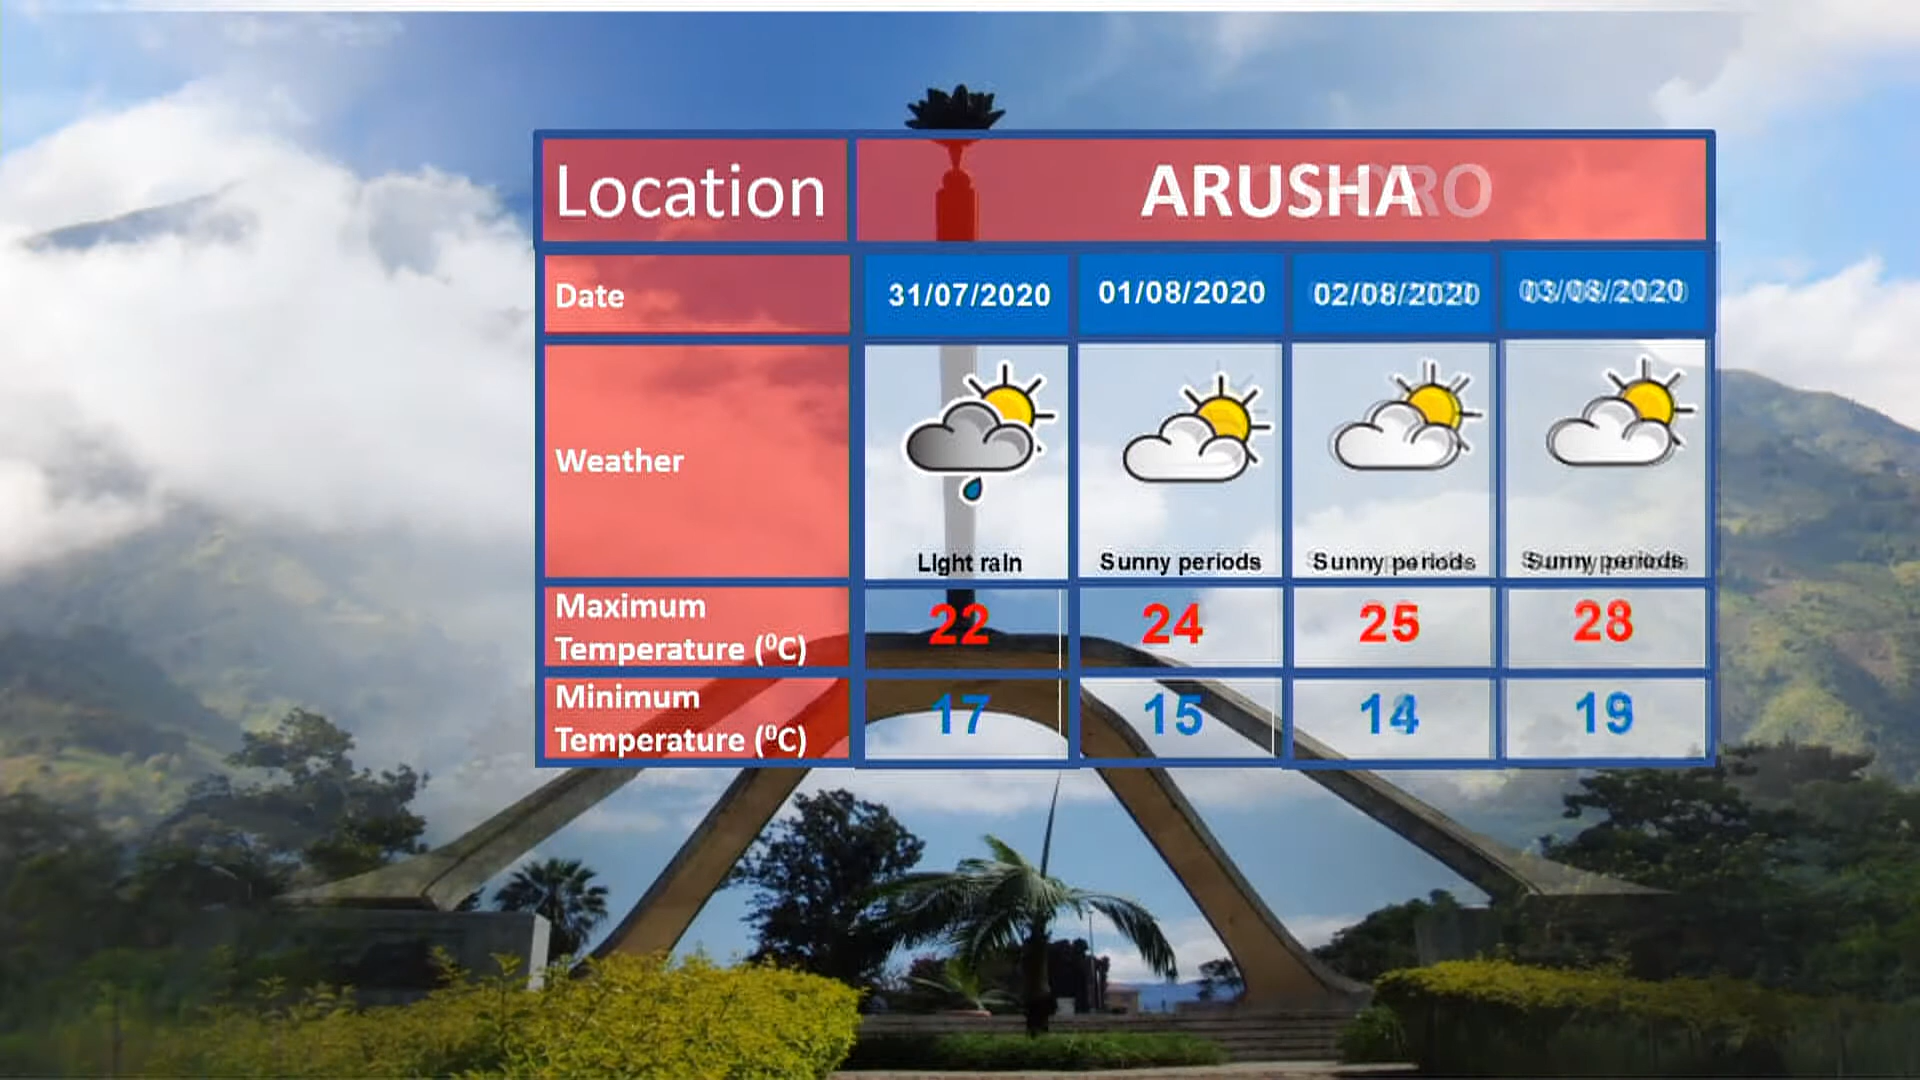 Location ARUSHA
Date 31/07/2020 01/08/2020 02/08/2020 03/08/2020
Weather
Light rain Sunny periods Sunny periods Sunny periods
Maximum
Temperature (⁰C) 22 24 25 28
Minimum
Temperature (⁰C) 17 15 14 19